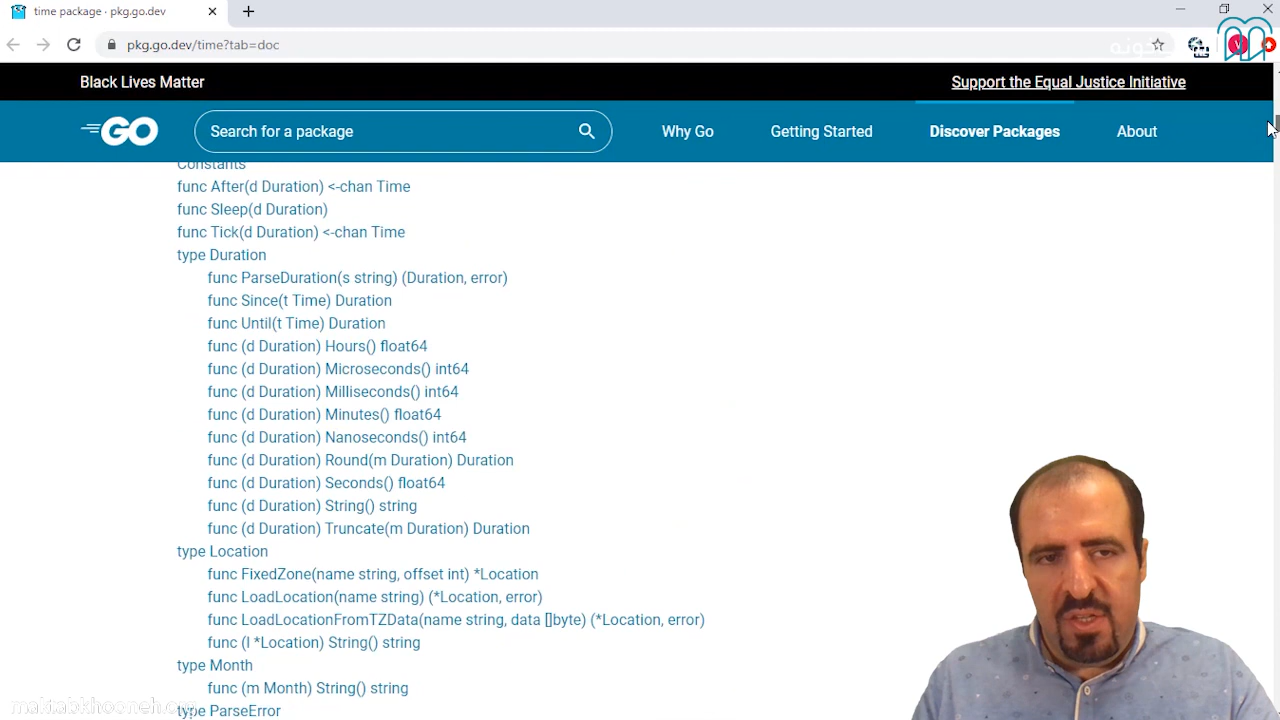 time package · pkg.go.dev
pkg.go.dev/time?tab=doc
Black Lives Matter
Support the Equal Justice Initiative
GO
Search for a package
Why Go
Getting Started
Discover Packages
About
Constants
func After(d Duration) <-chan Time
func Sleep(d Duration)
func Tick(d Duration) <-chan Time
type Duration
func ParseDuration(s string) (Duration, error)
func Since(t Time) Duration
func Until(t Time) Duration
func (d Duration) Hours() float64
func (d Duration) Microseconds() int64
func (d Duration) Milliseconds() int64
func (d Duration) Minutes() float64
func (d Duration) Nanoseconds() int64
func (d Duration) Round(m Duration) Duration
func (d Duration) Seconds() float64
func (d Duration) String() string
func (d Duration) Truncate(m Duration) Duration
type Location
func FixedZone(name string, offset int) *Location
func LoadLocation(name string) (*Location, error)
func LoadLocationFromTZData(name string, data []byte) (*Location, error)
func (l *Location) String() string
type Month
func (m Month) String() string
type ParseError
maktabkhooneh.org